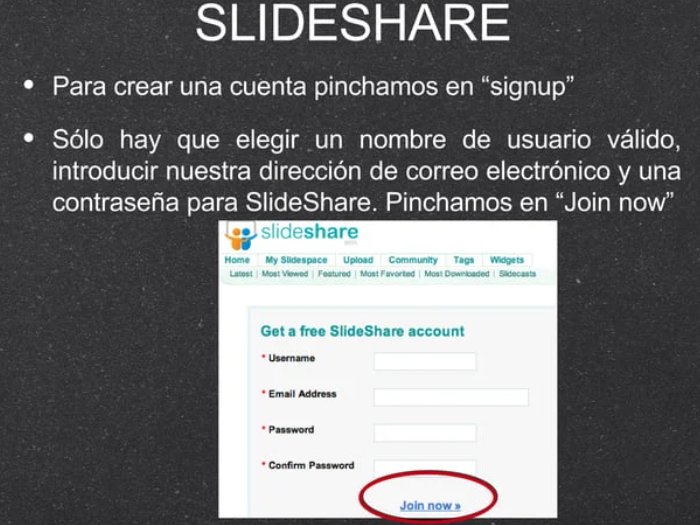 SLIDESHARE
• Para crear una cuenta pinchamos en “signup”
• Sólo hay que elegir un nombre de usuario válido,
introducir nuestra dirección de correo electrónico y una
contraseña para SlideShare. Pinchamos en “Join now”
slideshare
Home My Slidespace Upload Community Tags Widgets
Latest | Most Viewed | Featured | Most Favorited | Most Downloaded | Slidecasts
Get a free SlideShare account
* Username
* Email Address
* Password
* Confirm Password
Join now »